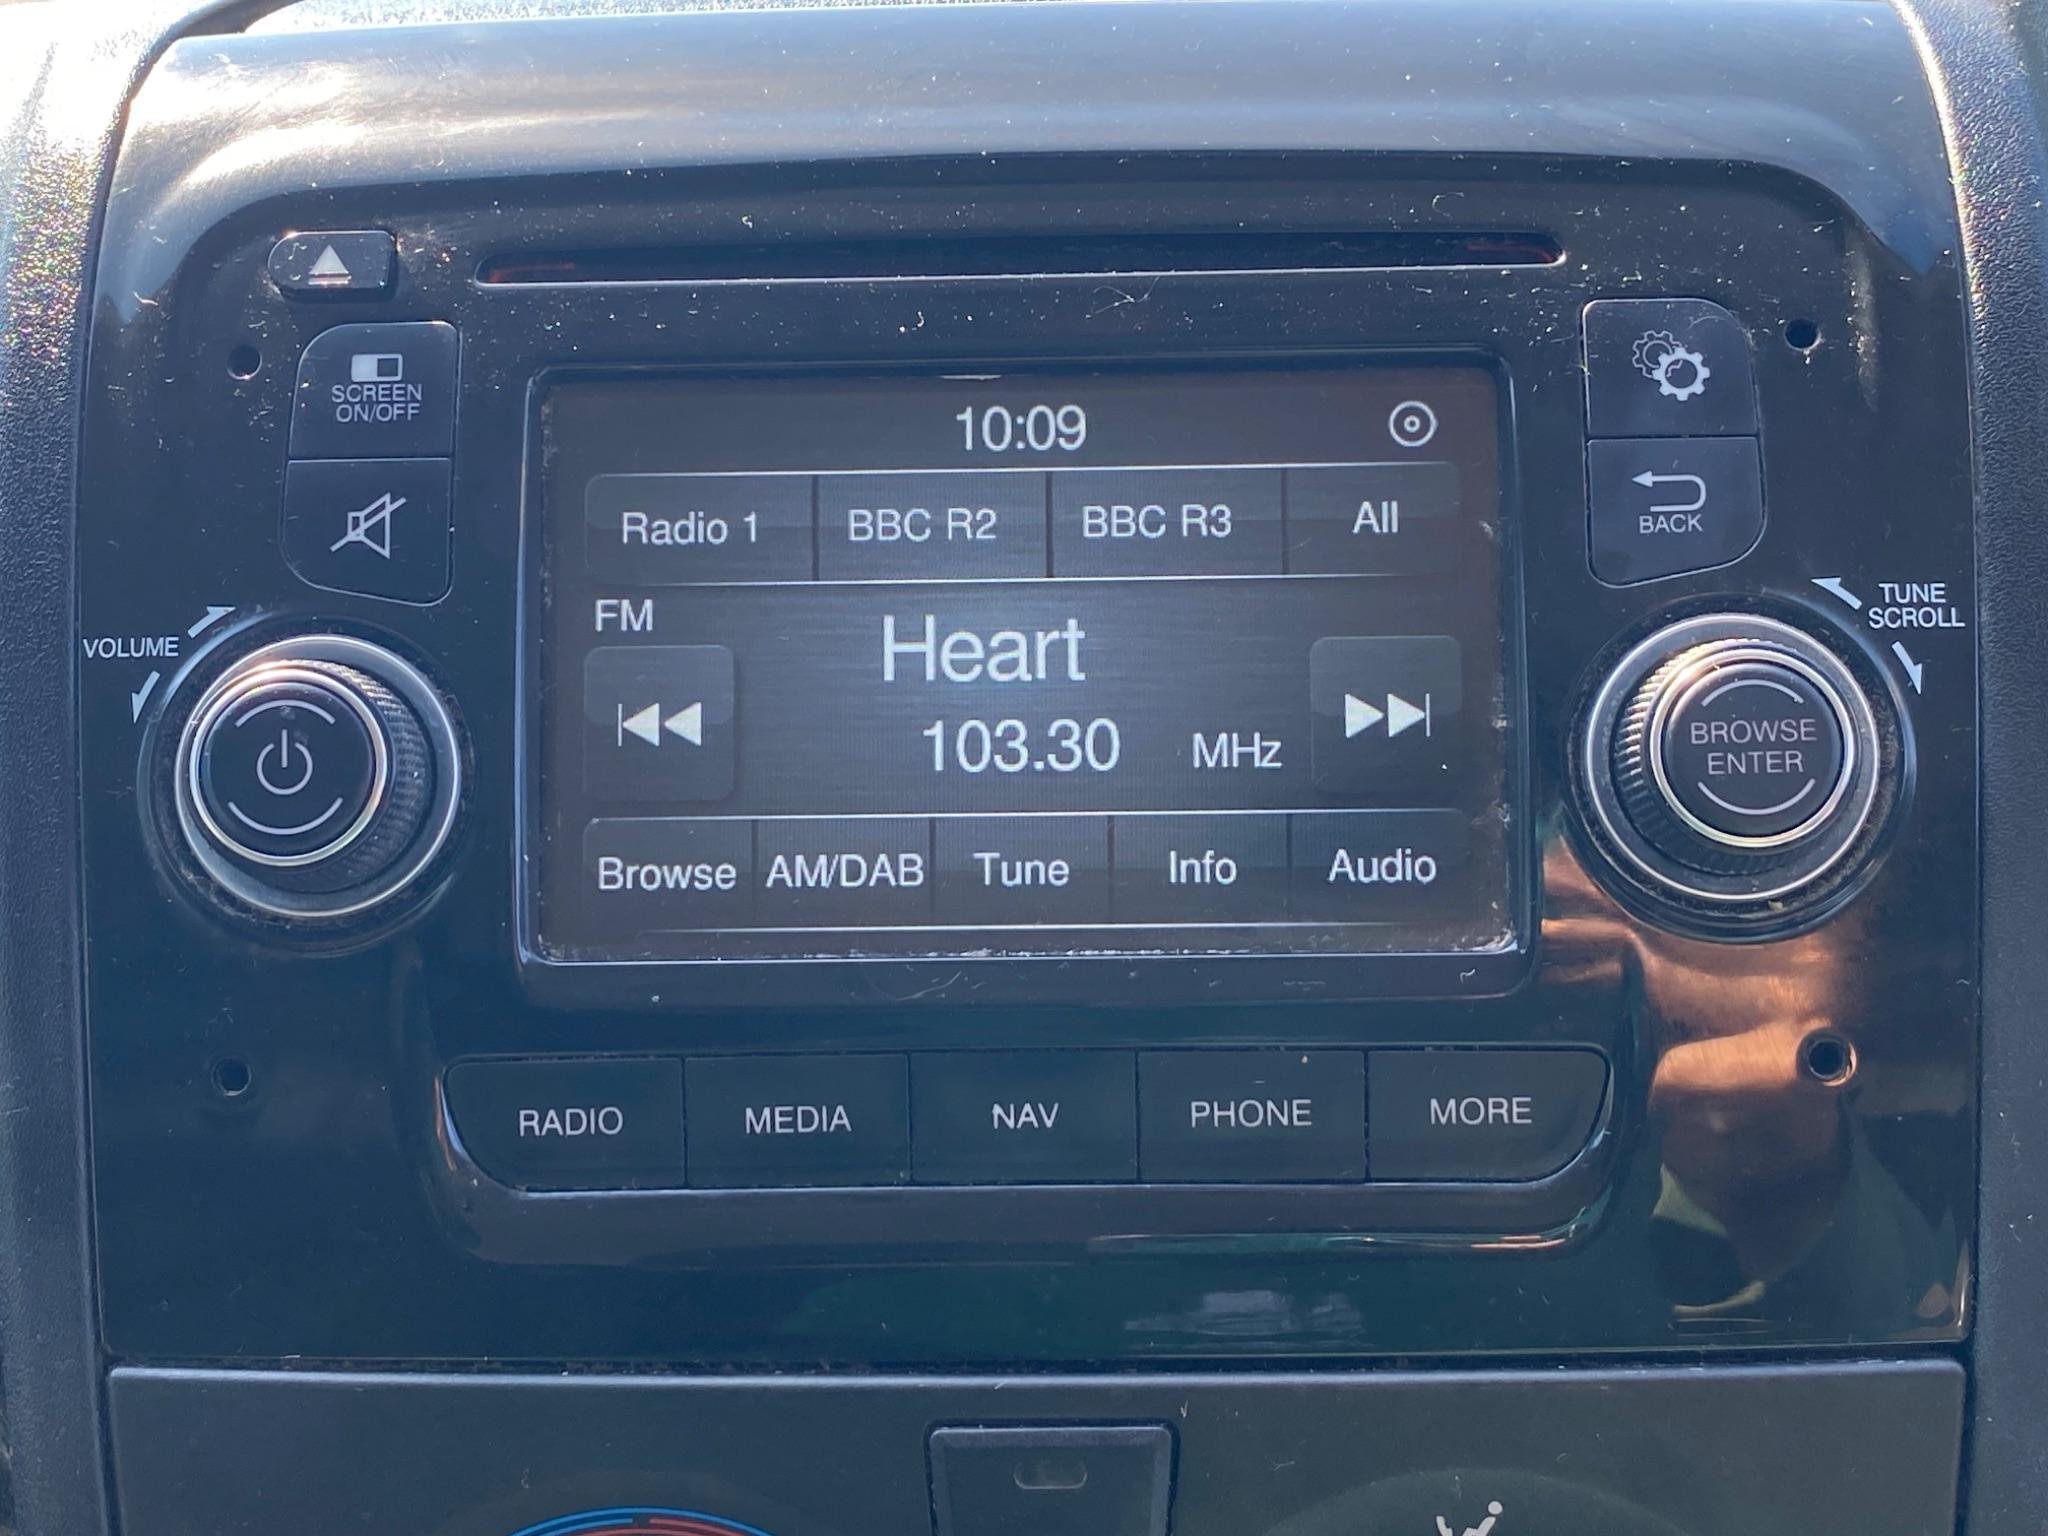 SCREEN
ON/OFF
10:09
Radio 1 BBC R2 BBC R3 All
BACK
VOLUME
FM
Heart
103.30 MHz
TUNE
SCROLL
BROWSE
ENTER
Browse AM/DAB Tune Info Audio
RADIO MEDIA NAV PHONE MORE